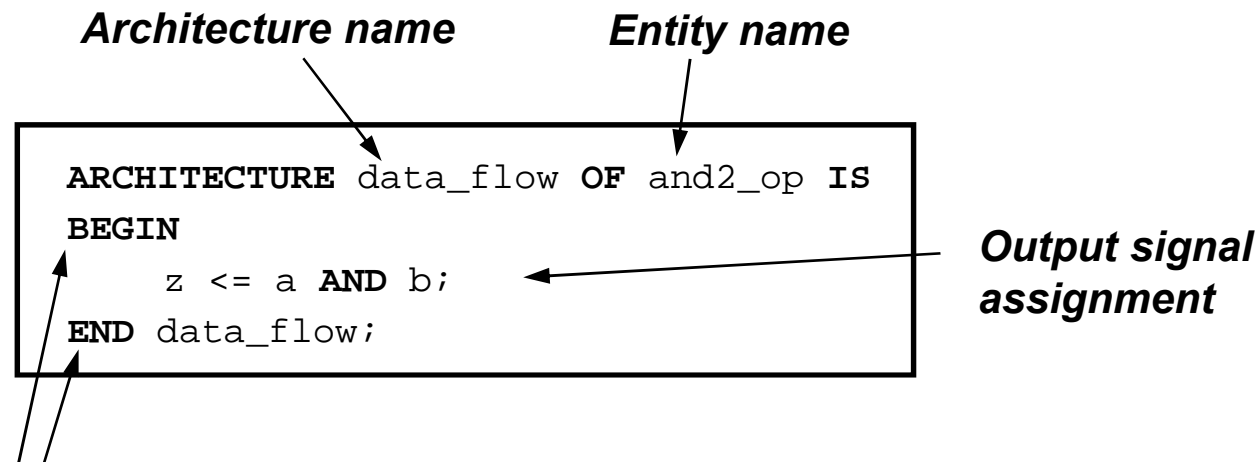 Architecture name Entity name
ARCHITECTURE data_flow OF and2_op IS
BEGIN
z <= a AND b;
END data_flow;
Output signal
assignment